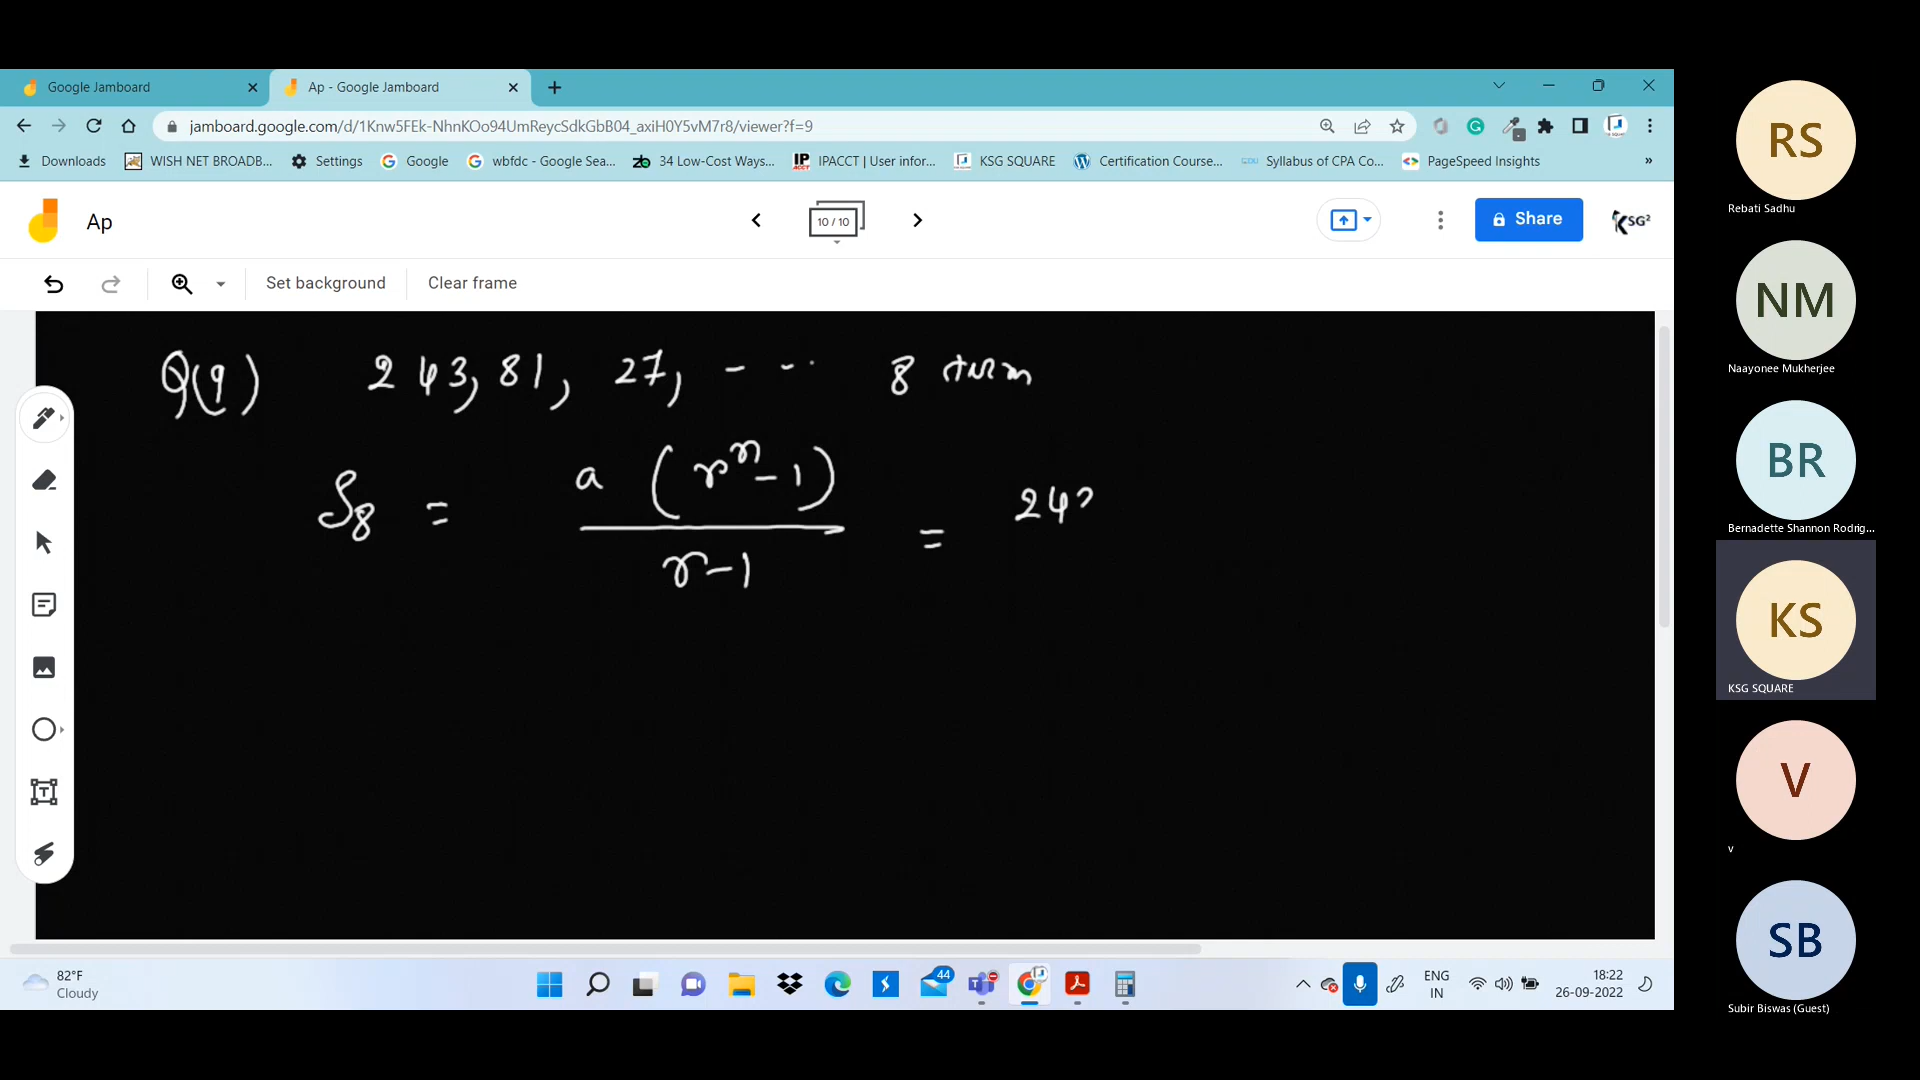 Google Jamboard
Ap - Google Jamboard
jamboard.google.com/d/1Knw5FEk-NhnKOo94UmReycSdkGbB04_axiH0Y5vM7r8/viewer?f=9
Downloads WISH NET BROADB... Settings Google wbfdc - Google Sea... 34 Low-Cost Ways... IPACCT | User infor... KSG SQUARE Certification Course... Syllabus of CPA Co... PageSpeed Insights »
Ap 10 / 10 Share KSG²
Set background Clear frame
Q(9) 243, 81, 27, - - .. 8 term
S₈ = a (rⁿ-1) / r-1 = 24
82°F
Cloudy
44
ENG
IN
18:22
26-09-2022
RS
Rebati Sadhu
NM
Naayonee Mukherjee
BR
Bernadette Shannon Rodrig...
KS
KSG SQUARE
V
v
SB
Subir Biswas (Guest)